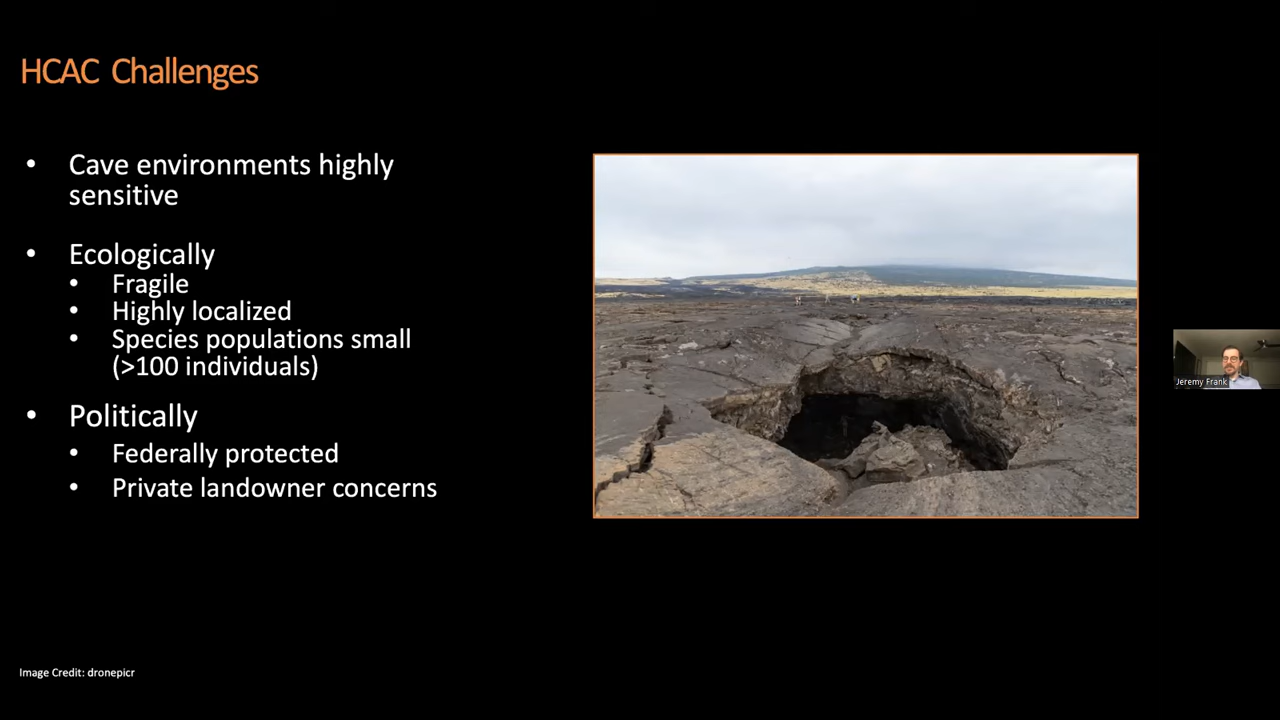 HCAC Challenges
• Cave environments highly
sensitive
• Ecologically
• Fragile
• Highly localized
• Species populations small
(>100 individuals)
• Politically
• Federally protected
• Private landowner concerns
Jeremy Frank
Image Credit: dronepicr